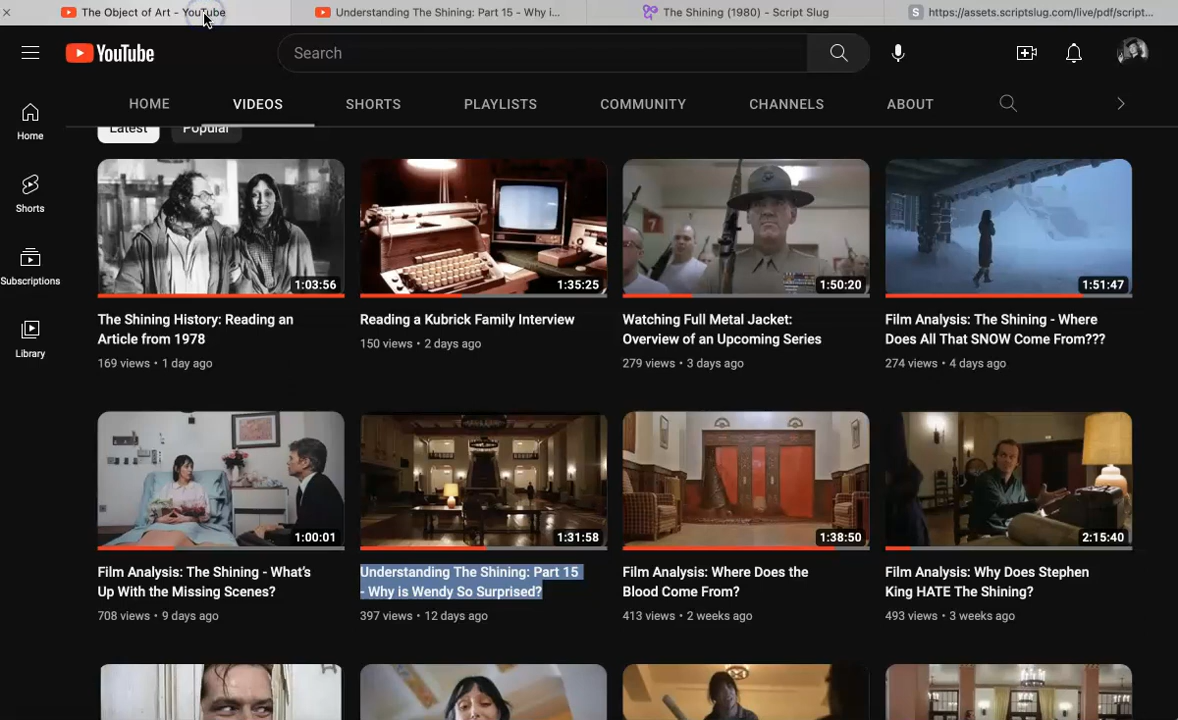 The Object of Art - YouTube
Understanding The Shining: Part 15 - Why i...
The Shining (1980) - Script Slug
S https://assets.scriptslug.com/live/pdf/script...
YouTube
Search
HOME VIDEOS SHORTS PLAYLISTS COMMUNITY CHANNELS ABOUT
Latest Popular
Home
Shorts
Subscriptions
Library
1:03:56
The Shining History: Reading an
Article from 1978
169 views • 1 day ago
1:35:25
Reading a Kubrick Family Interview
150 views • 2 days ago
7
1:50:20
Watching Full Metal Jacket:
Overview of an Upcoming Series
279 views • 3 days ago
1:51:47
Film Analysis: The Shining - Where
Does All That SNOW Come From???
274 views • 4 days ago
1:00:01
Film Analysis: The Shining - What's
Up With the Missing Scenes?
708 views • 9 days ago
1:31:58
Understanding The Shining: Part 15
- Why is Wendy So Surprised?
397 views • 12 days ago
1:38:50
Film Analysis: Where Does the
Blood Come From?
413 views • 2 weeks ago
2:15:40
Film Analysis: Why Does Stephen
King HATE The Shining?
493 views • 3 weeks ago